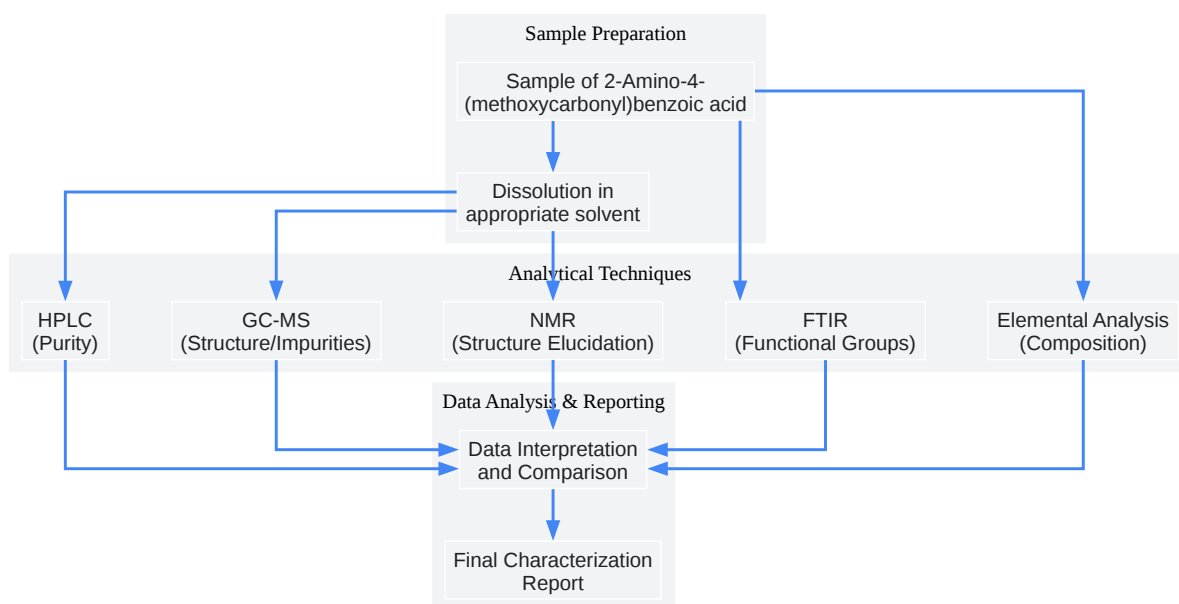 Sample Preparation
Sample of 2-Amino-4-
(methoxycarbonyl)benzoic acid
Dissolution in
appropriate solvent
Analytical Techniques
HPLC
(Purity)
GC-MS
(Structure/Impurities)
NMR
(Structure Elucidation)
FTIR
(Functional Groups)
Elemental Analysis
(Composition)
Data Analysis & Reporting
Data Interpretation
and Comparison
Final Characterization
Report